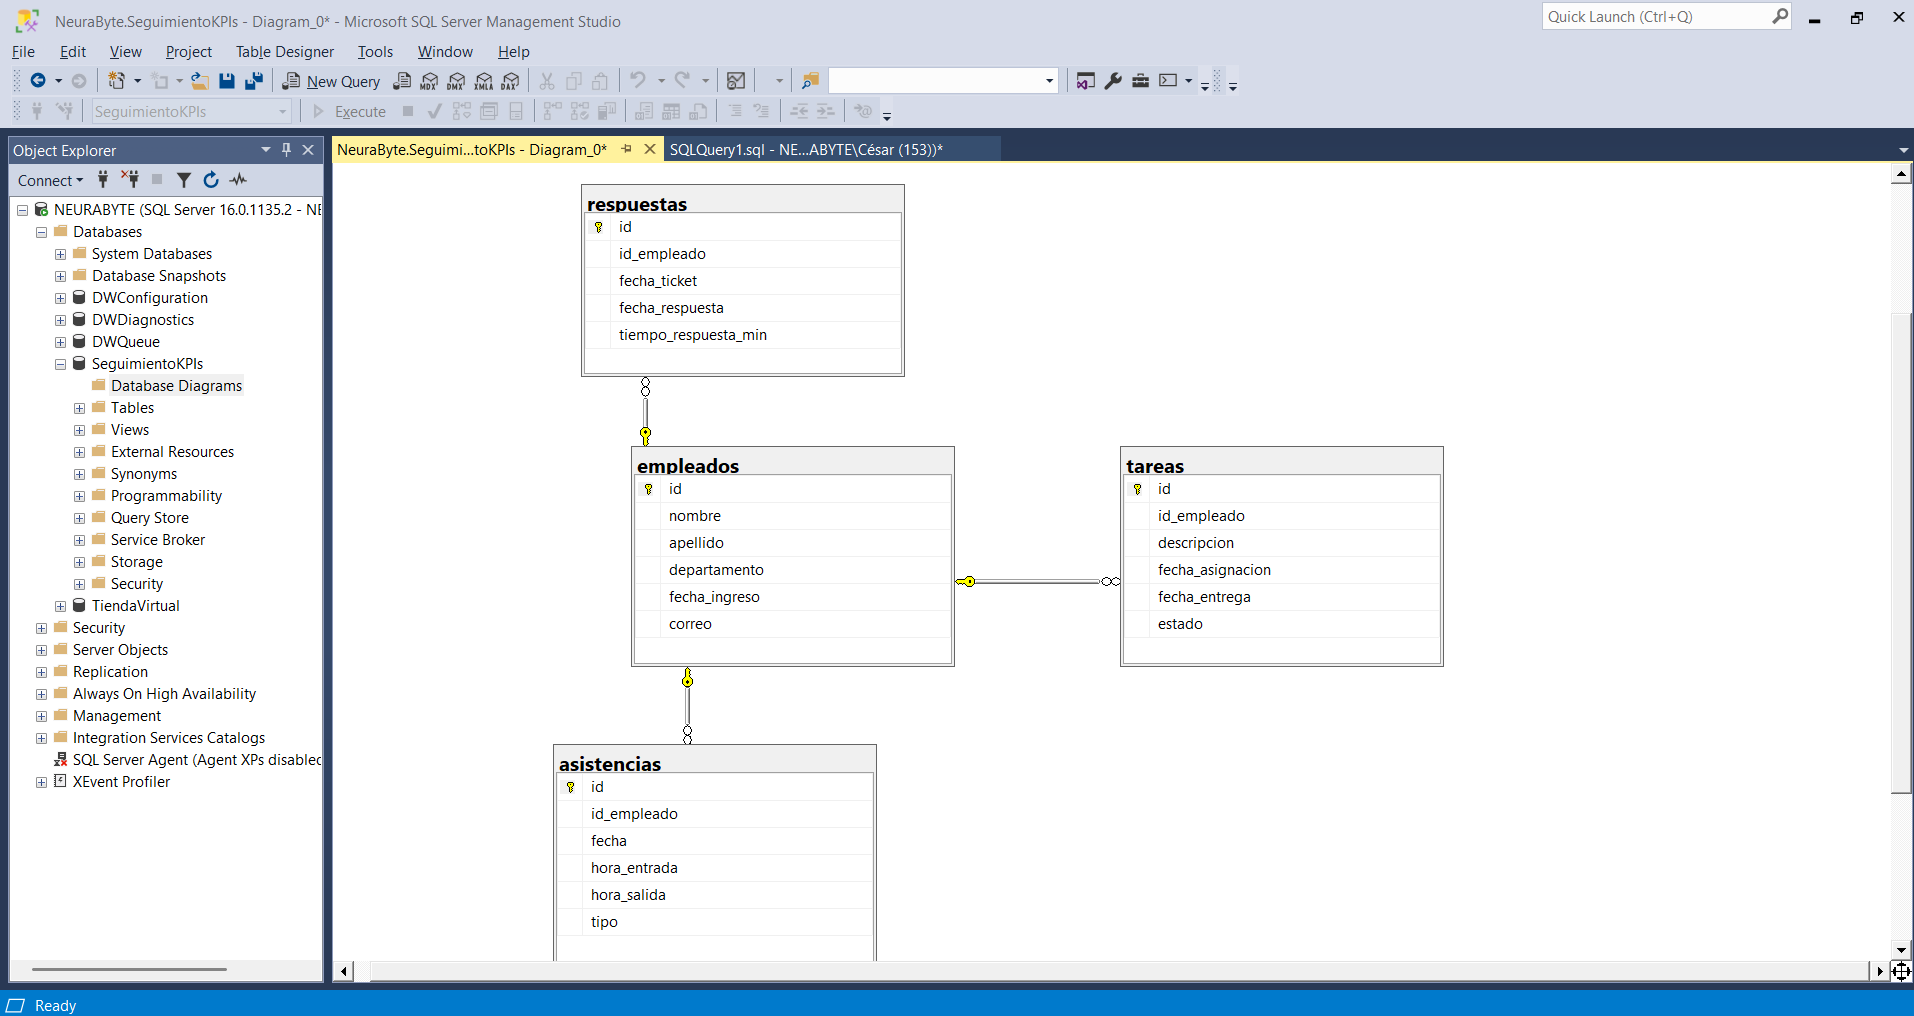 NeuraByte.SeguimientoKPIs - Diagram_0* - Microsoft SQL Server Management Studio
Quick Launch (Ctrl+Q)
File Edit View Project Table Designer Tools Window Help
New Query MDX DMX XMLA DAX
SeguimientoKPIs Execute
Object Explorer
NeuraByte.Seguimi...toKPIs - Diagram_0* SQLQuery1.sql - NE...ABYTE\César (153))*
Connect
NEURABYTE (SQL Server 16.0.1135.2 - NE
Databases
System Databases
Database Snapshots
DWConfiguration
DWDiagnostics
DWQueue
SeguimientoKPIs
Database Diagrams
Tables
Views
External Resources
Synonyms
Programmability
Query Store
Service Broker
Storage
Security
TiendaVirtual
Security
Server Objects
Replication
Always On High Availability
Management
Integration Services Catalogs
SQL Server Agent (Agent XPs disabled
XEvent Profiler
respuestas
id
id_empleado
fecha_ticket
fecha_respuesta
tiempo_respuesta_min
empleados
id
nombre
apellido
departamento
fecha_ingreso
correo
tareas
id
id_empleado
descripcion
fecha_asignacion
fecha_entrega
estado
asistencias
id
id_empleado
fecha
hora_entrada
hora_salida
tipo
Ready